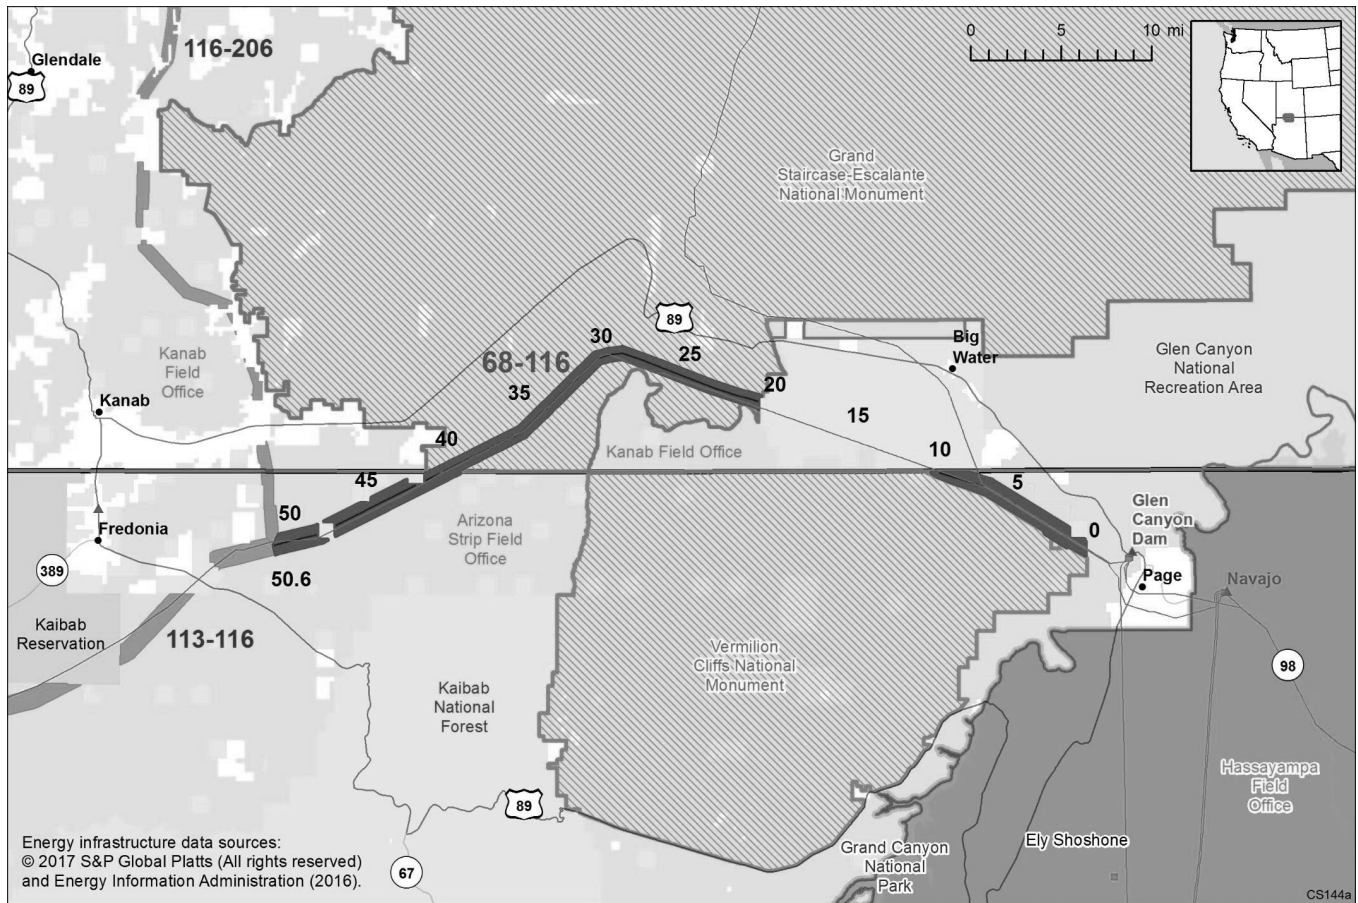 116-206
Glendale
89
0
5
10 mi
Grand
Staircase-Escalante
National Monument
89
Big
Water
Glen Canyon
National
Recreation Area
Kanab
Field
Office
68-116
30
25
35
20
15
Kanab
40
Kanab Field Office
10
45
5
50
Fredonia
Arizona
Strip Field
Office
Glen
Canyon
Dam
0
389
50.6
Page
Navajo
Kaibab
Reservation
113-116
98
Vermilion
Cliffs National
Monument
Kaibab
National
Forest
Hassayampa
Field
Office
89
Ely Shoshone
Grand Canyon
National
Park
67
Energy infrastructure data sources:
© 2017 S&P Global Platts (All rights reserved)
and Energy Information Administration (2016).
CS144a